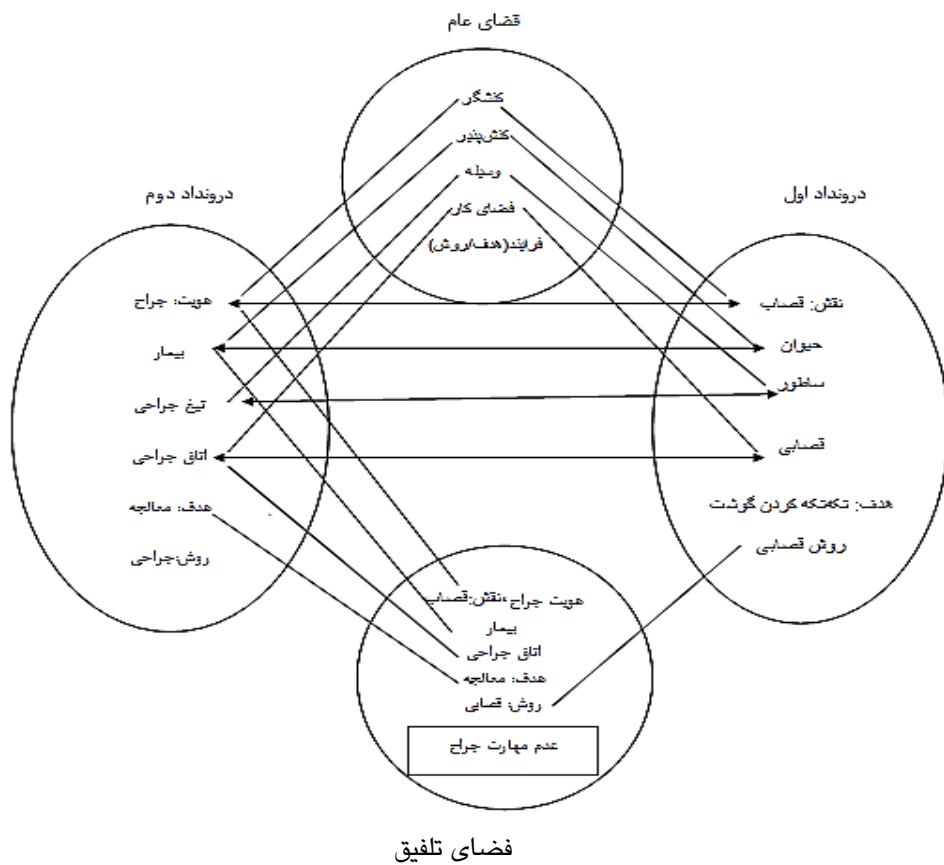 قضای عام
کنشگر
کنش‌پذیر
وسیله
فضای کار
فرایند(هدف/روش)
درونداد اول
نقش: قصاب
حیوان
ساطور
قصابی
هدف: تکه‌تکه کردن گوشت
روش قصابی
درونداد دوم
هویت: جراح
بیمار
تیغ جراحی
اتاق جراحی
هدف: معالجه
روش:جراحی
هویت جراح،نقش:قصاب
بیمار
اتاق جراحی
هدف: معالجه
روش: قصابی
عدم مهارت جراح
فضای تلفیق